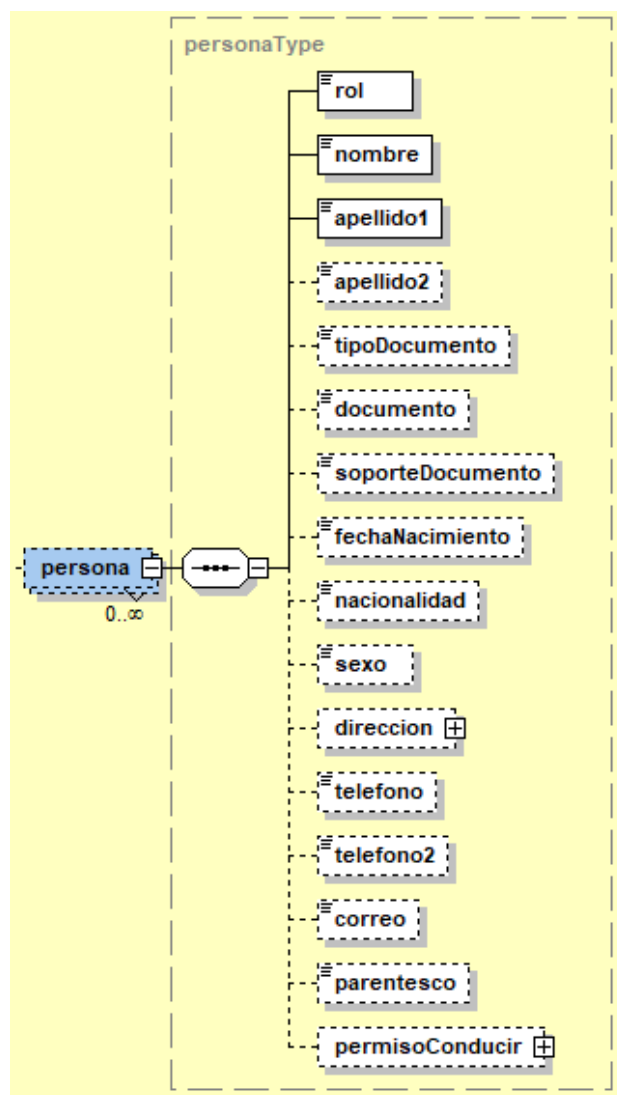 personaType
rol
nombre
apellido1
apellido2
tipoDocumento
documento
soporteDocumento
fechaNacimiento
persona
0..∞
nacionalidad
sexo
direccion
telefono
telefono2
correo
parentesco
permisoConducir